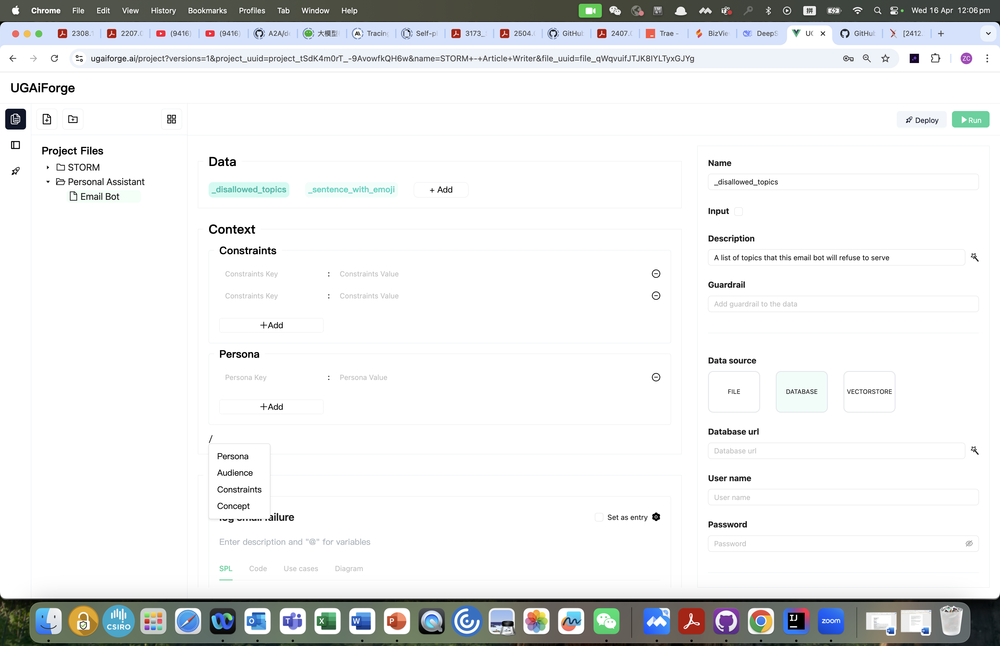 Chrome File Edit View History Bookmarks Profiles Tab Window Help Wed 16 Apr 12:06 pm
2308.1 2207.0 (9416) (9416) A2A/de 大模型 Tracing Self-pl 3173_ 2504.0 GitHub 2407.0 Trae - BizVie DeepS UG GitHub [2412.
ugaiforge.ai/project?versions=1&project_uuid=project_tSdK4m0rT_-9AvowfkQH6w&name=STORM+-+Article+Writer&file_uuid=file_qWqvuifJTJK8IYLTyxGJYg
ZC
UGAiForge
Deploy
Run
Project Files
STORM
Personal Assistant
Email Bot
Data
_disallowed_topics _sentence_with_emoji + Add
Context
Constraints
Constraints Key : Constraints Value
Constraints Key : Constraints Value
+Add
Persona
Persona Key : Persona Value
+Add
/
Persona
Audience
Constraints
Concept
log email failure
Set as entry
Enter description and "@" for variables
SPL Code Use cases Diagram
Name
_disallowed_topics
Input
Description
A list of topics that this email bot will refuse to serve
Guardrail
Add guardrail to the data
Data source
FILE DATABASE VECTORSTORE
Database url
Database url
User name
User name
Password
Password
CSIRO
zoom